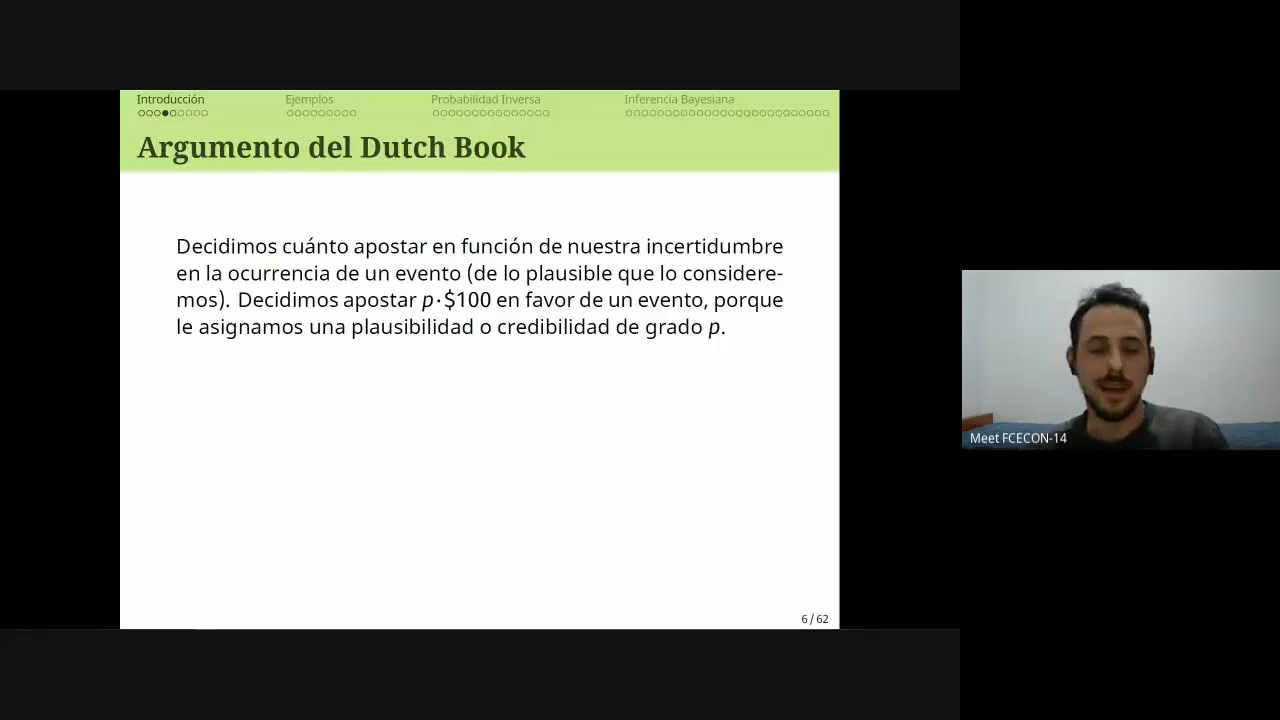 Introducción
Ejemplos
Probabilidad Inversa
Inferencia Bayesiana
Argumento del Dutch Book
Decidimos cuánto apostar en función de nuestra incertidumbre
en la ocurrencia de un evento (de lo plausible que lo considere-
mos). Decidimos apostar p·$100 en favor de un evento, porque
le asignamos una plausibilidad o credibilidad de grado p.
6 / 62
Meet FCECON-14